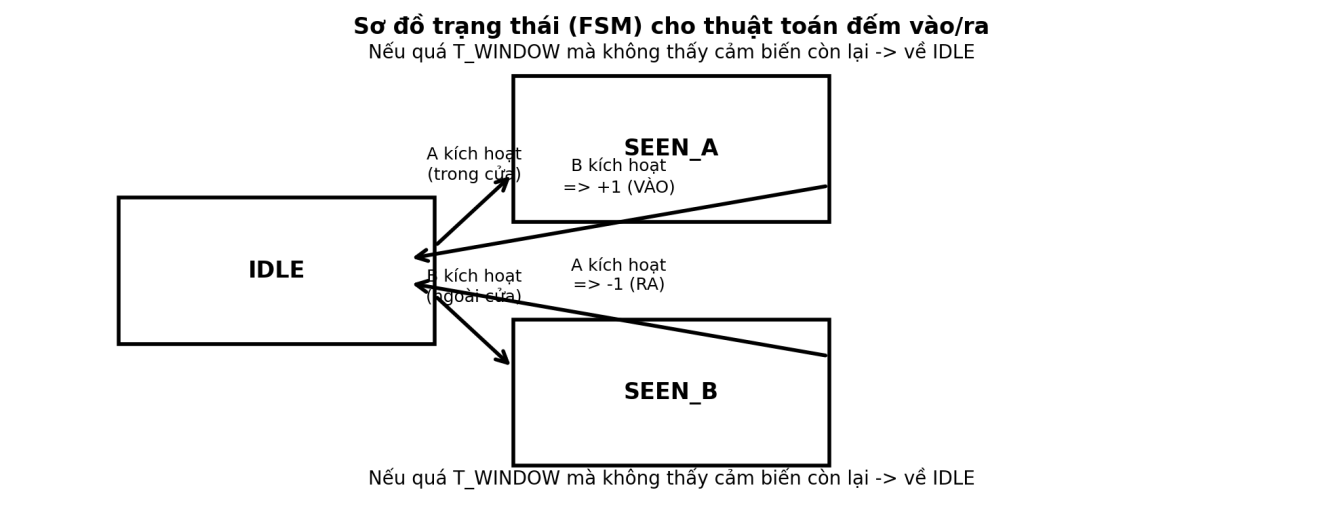 Sơ đồ trạng thái (FSM) cho thuật toán đếm vào/ra
Nếu quá T_WINDOW mà không thấy cảm biến còn lại -> về IDLE
SEEN_A
A kích hoạt
(trong cửa)
B kích hoạt
=> +1 (VÀO)
IDLE
B kích hoạt
(ngoài cửa)
A kích hoạt
=> -1 (RA)
SEEN_B
Nếu quá T_WINDOW mà không thấy cảm biến còn lại -> về IDLE